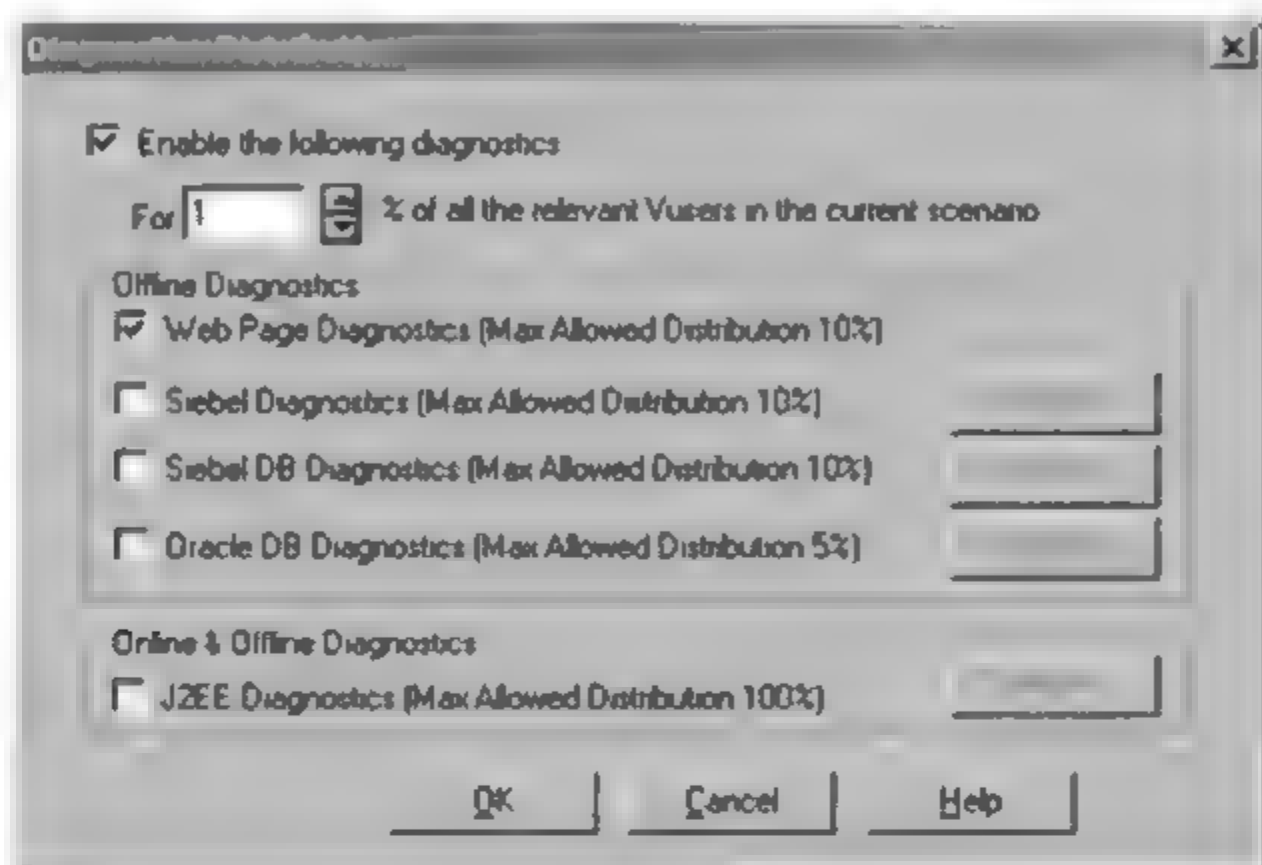 Enable the following diagnostics
For 1 % of all the relevant Vusers in the current scenario
Offline Diagnostics
Web Page Diagnostics (Max Allowed Distribution 10%)
Siebel Diagnostics (Max Allowed Distribution 10%)
Siebel DB Diagnostics (Max Allowed Distribution 10%)
Oracle DB Diagnostics (Max Allowed Distribution 5%)
Online & Offline Diagnostics
J2EE Diagnostics (Max Allowed Distribution 100%)
OK Cancel Help